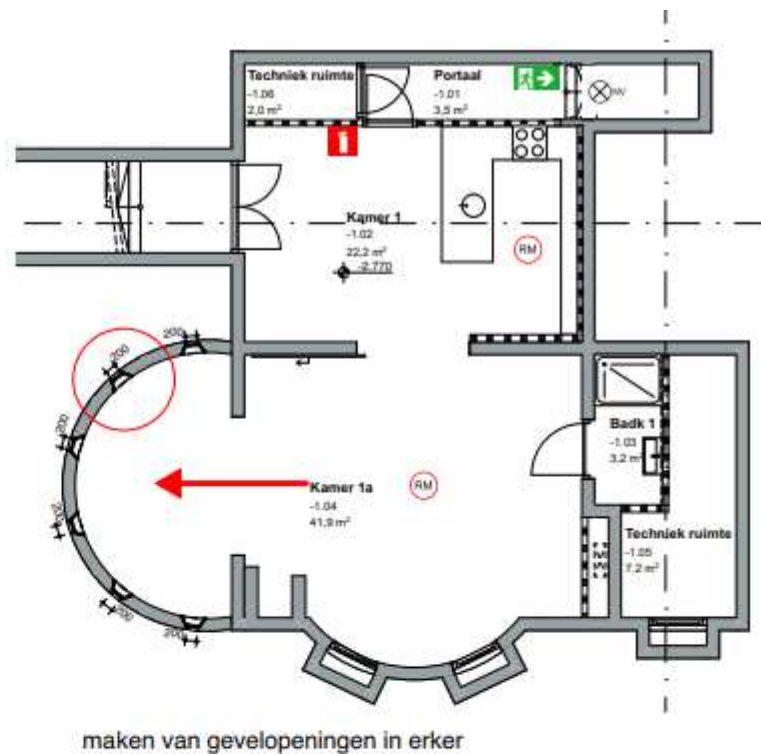 Techniek ruimte
-1.06
2,0 m²
Portaal
-1.01
3,5 m²
Kamer 1
-1.02
22,2 m²
-2.770
RM
200
200
200
200
200
200
Kamer 1a
-1.04
41,9 m²
RM
Badk 1
-1.03
3,2 m²
Techniek ruimte
-1.05
7,2 m²
maken van gevelopeningen in erker